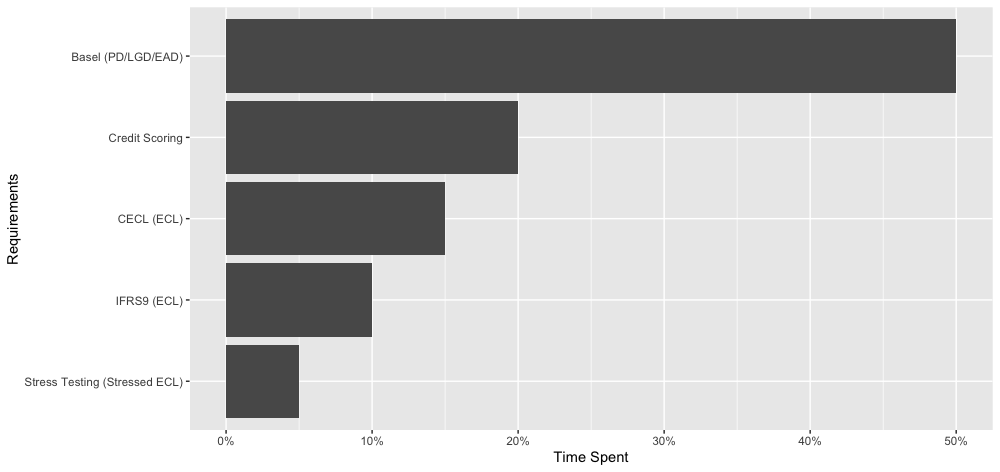 Requirements
Basel (PD/LGD/EAD)
Credit Scoring
CECL (ECL)
IFRS9 (ECL)
Stress Testing (Stressed ECL)
0% 10% 20% 30% 40% 50%
Time Spent